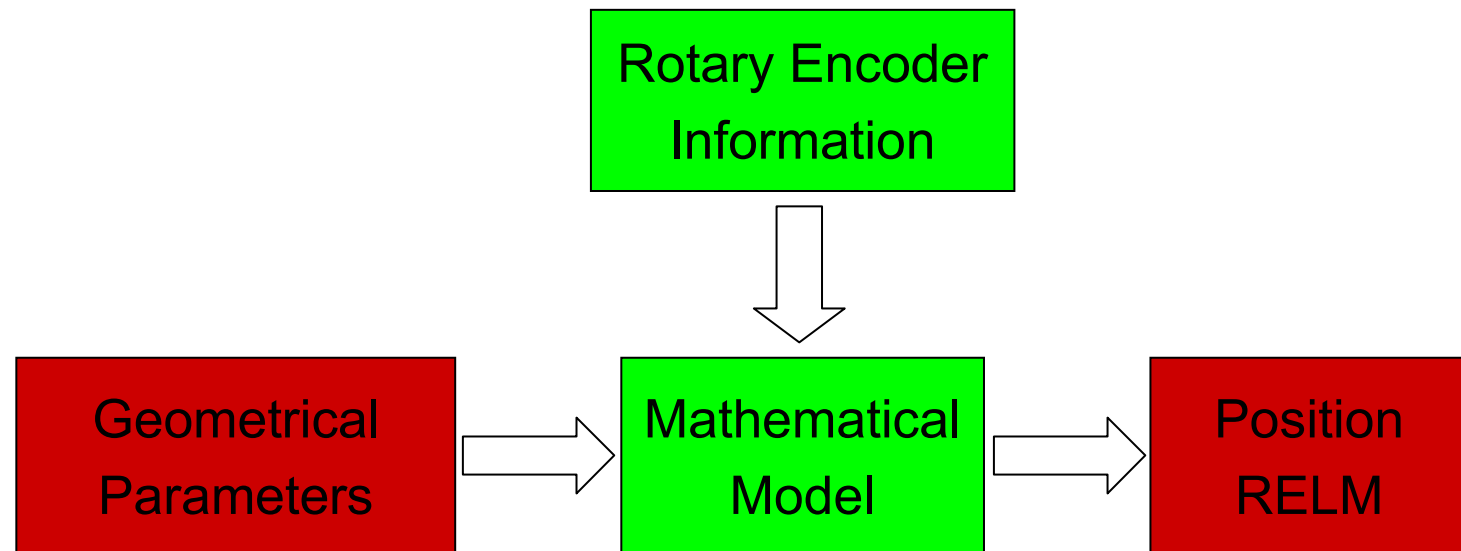 Rotary Encoder
Information
Geometrical
Parameters
Mathematical
Model
Position
RELM